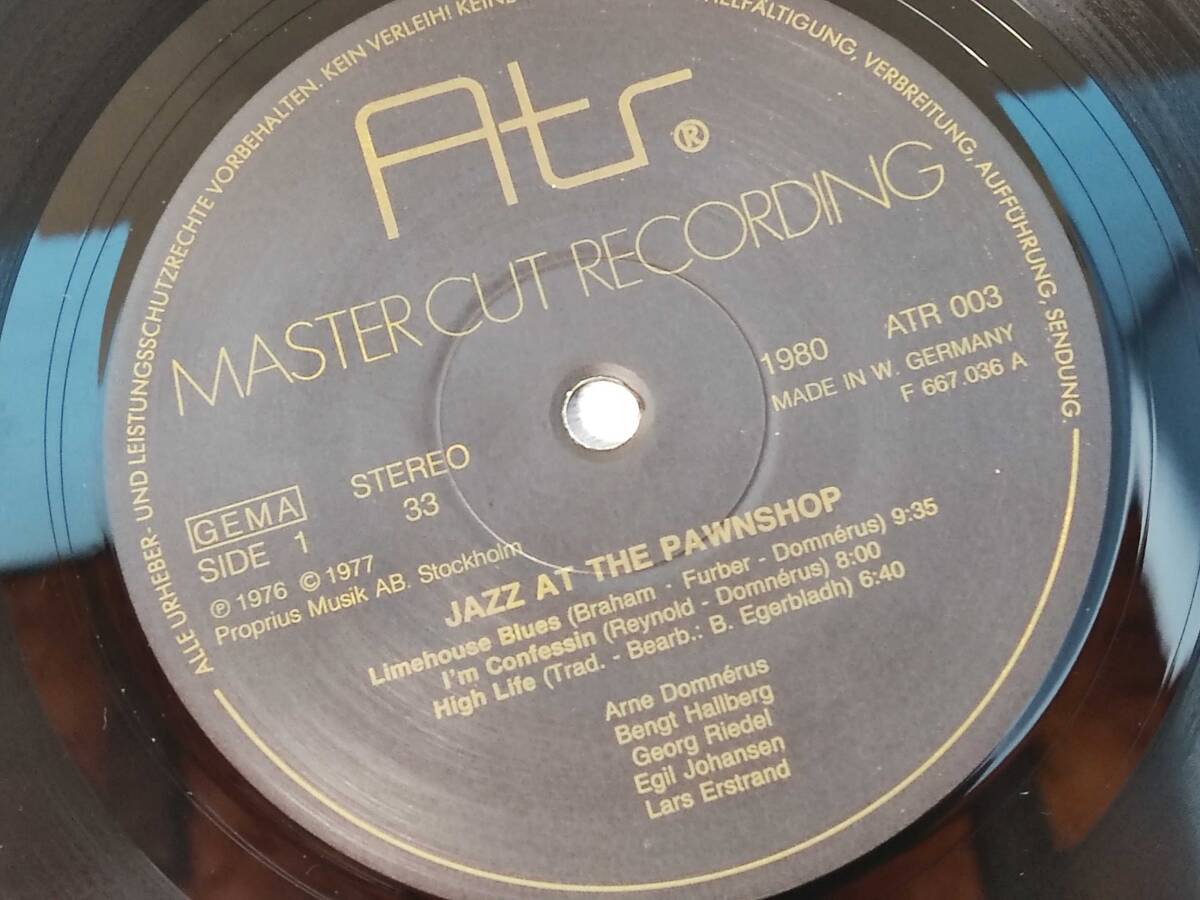 ALLE URHEBER- UND LEISTUNGSSCHUTZRECHTE VORBEHALTEN. KEIN VERLEIH! KEINE
VERBREITUNG, AUFFÜHRUNG, SENDUNG.
Atr®
MASTER CUT RECORDING
1980 ATR 003
MADE IN W. GERMANY
F 667.036 A
STEREO
33
GEMA
SIDE 1
℗ 1976 © 1977
Proprius Musik AB. Stockholm
JAZZ AT THE PAWNSHOP
Limehouse Blues (Braham - Furber - Domnérus) 9:35
I'm Confessin (Reynold - Domnérus) 8:00
High Life (Trad. - Bearb.: B. Egerbladh) 6:40
Arne Domnérus
Bengt Hallberg
Georg Riedel
Egil Johansen
Lars Erstrand